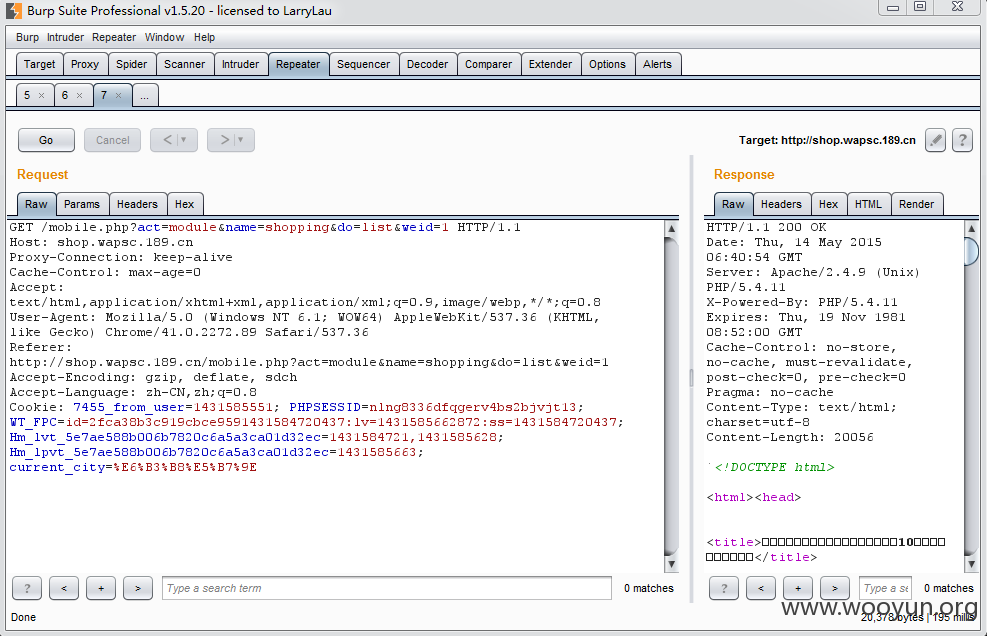 Burp Suite Professional v1.5.20 - licensed to LarryLau
Burp Intruder Repeater Window Help
Target Proxy Spider Scanner Intruder Repeater Sequencer Decoder Comparer Extender Options Alerts
5 × 6 × 7 × ...
Go Cancel < > Target: http://shop.wapsc.189.cn ?
Request
Raw Params Headers Hex
GET /mobile.php?act=module&name=shopping&do=list&weid=1 HTTP/1.1
Host: shop.wapsc.189.cn
Proxy-Connection: keep-alive
Cache-Control: max-age=0
Accept:
text/html,application/xhtml+xml,application/xml;q=0.9,image/webp,*/*;q=0.8
User-Agent: Mozilla/5.0 (Windows NT 6.1; WOW64) AppleWebKit/537.36 (KHTML,
like Gecko) Chrome/41.0.2272.89 Safari/537.36
Referer:
http://shop.wapsc.189.cn/mobile.php?act=module&name=shopping&do=list&weid=1
Accept-Encoding: gzip, deflate, sdch
Accept-Language: zh-CN,zh;q=0.8
Cookie: 7455_from_user=1431585551; PHPSESSID=nlng8336dfqgerv4bs2bjvjt13;
WT_FPC=id=2fca38b3c919cbce9591431584720437:lv=1431585662872:ss=1431584720437;
Hm_lvt_5e7ae588b006b7820c6a5a3ca01d32ec=1431584721,1431585628;
Hm_lpvt_5e7ae588b006b7820c6a5a3ca01d32ec=1431585663;
current_city=%E6%B3%B8%E5%B7%9E
? < + > Type a search term 0 matches
Response
Raw Headers Hex HTML Render
HTTP/1.1 200 OK
Date: Thu, 14 May 2015
06:40:54 GMT
Server: Apache/2.4.9 (Unix)
PHP/5.4.11
X-Powered-By: PHP/5.4.11
Expires: Thu, 19 Nov 1981
08:52:00 GMT
Cache-Control: no-store,
no-cache, must-revalidate,
post-check=0, pre-check=0
Pragma: no-cache
Content-Type: text/html;
charset=utf-8
Content-Length: 20056
<!DOCTYPE html>
<html><head>
<title>□□□□□□□□□□□□□□□□□10□□□□
□□□□□□</title>
? < + > Type a se 0 matches
Done
20,378 bytes | 195 millis
www.wooyun.org